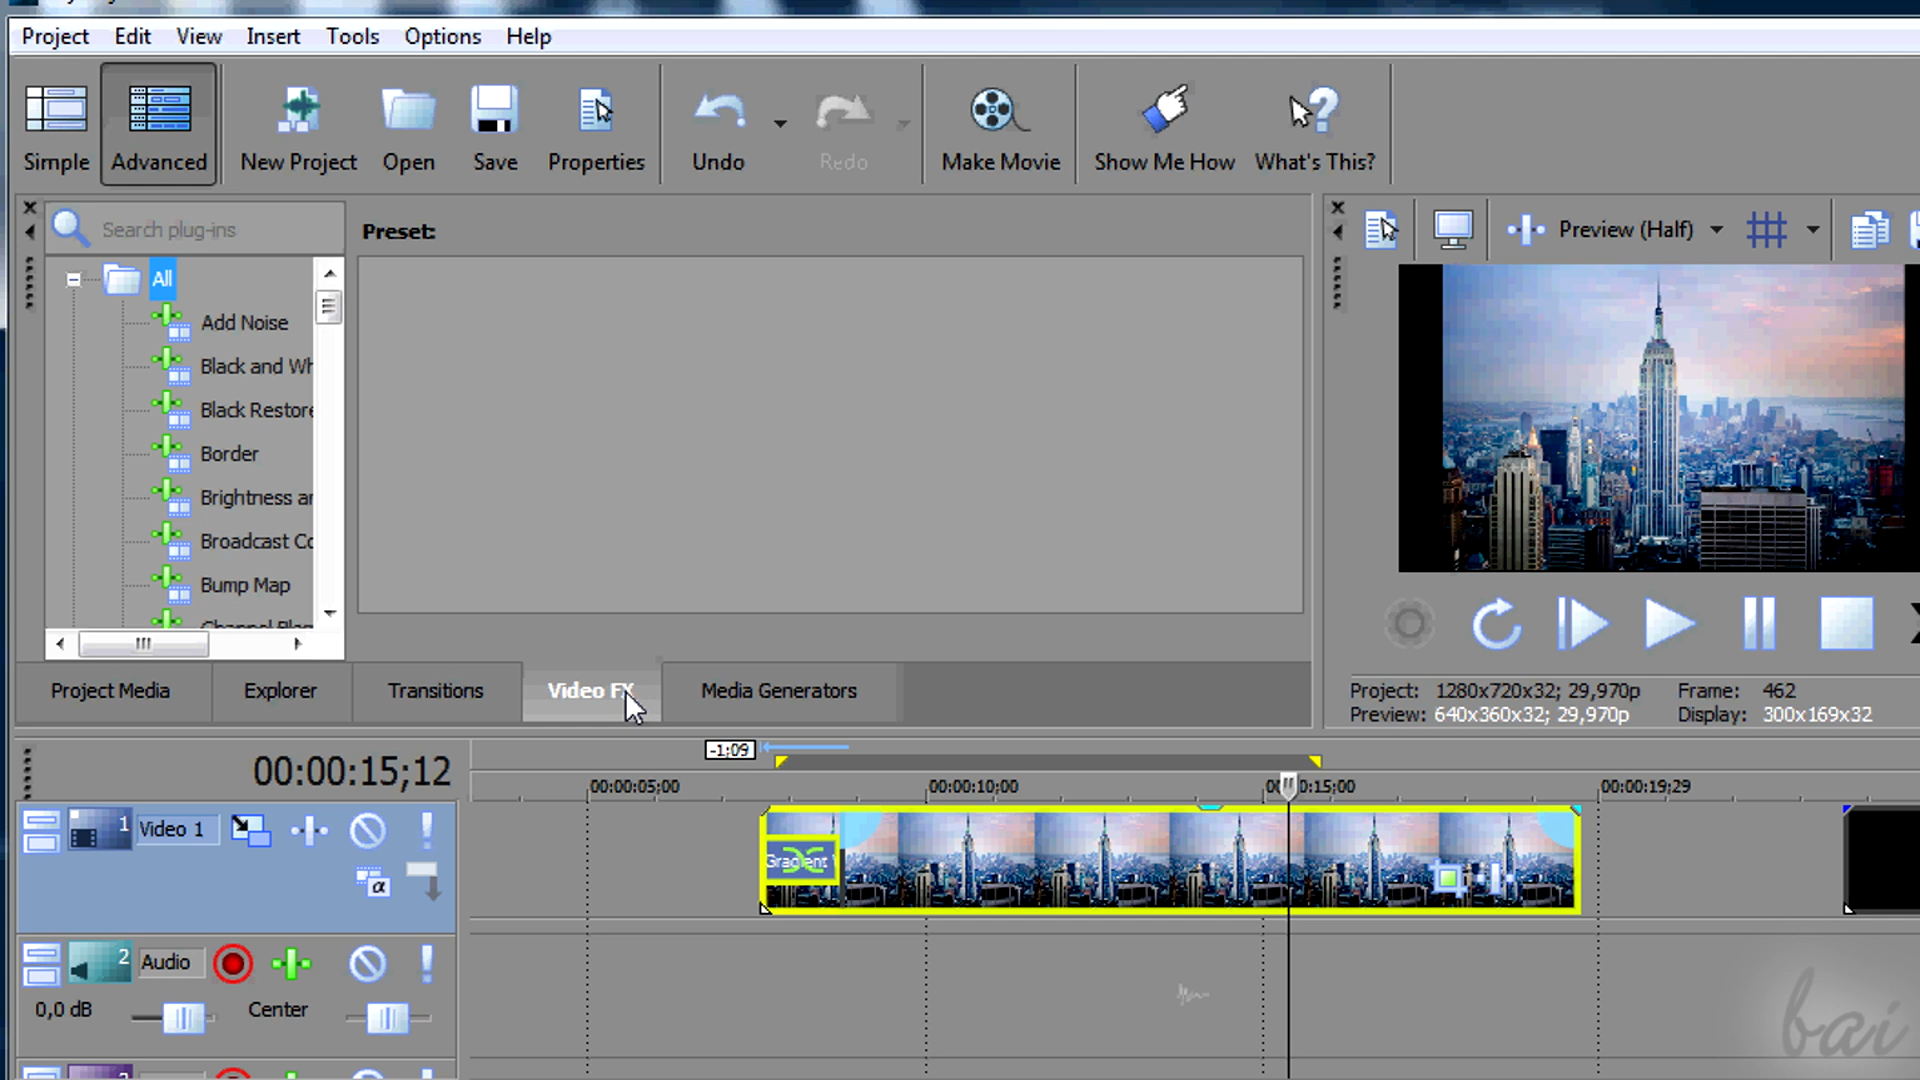 Project Edit View Insert Tools Options Help
Simple Advanced New Project Open Save Properties Undo Redo Make Movie Show Me How What's This?
Search plug-ins
Preset:
Preview (Half)
All
Add Noise
Black and Wh
Black Restore
Border
Brightness an
Broadcast Co
Bump Map
Project Media Explorer Transitions Video FX Media Generators
Project: 1280x720x32; 29,970p Frame: 462
Preview: 640x360x32; 29,970p Display: 300x169x32
-1;09
00:00:15;12
00:00:05;00 00:00:10;00 00:00:15;00 00:00:19;29
1 Video 1
Gradient
2 Audio
0,0 dB Center
bai